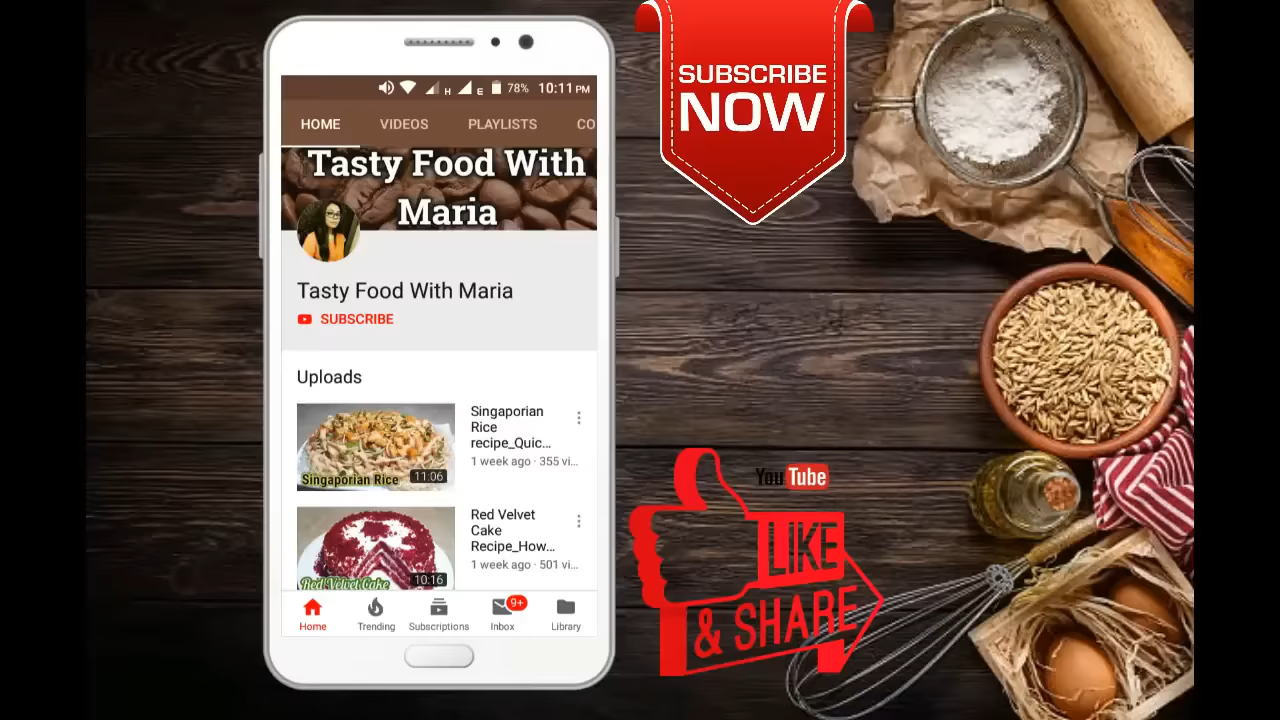 H E 78% 10:11 PM
HOME VIDEOS PLAYLISTS CO
Tasty Food With
Maria
Tasty Food With Maria
SUBSCRIBE
Uploads
Singaporian
Rice
recipe_Quic...
1 week ago · 355 vi...
11:06
Singaporian Rice
Red Velvet
Cake
Recipe_How...
1 week ago · 501 vi...
10:16
Red Velvet Cake
9+
Home Trending Subscriptions Inbox Library
SUBSCRIBE
NOW
YouTube
LIKE
& SHARE